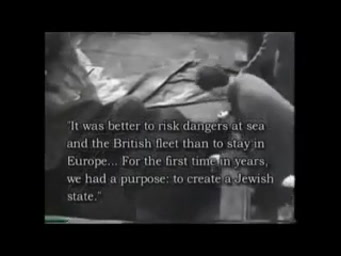 "It was better to risk dangers at sea
and the British fleet than to stay in
Europe... For the first time in years,
we had a purpose: to create a Jewish
state."